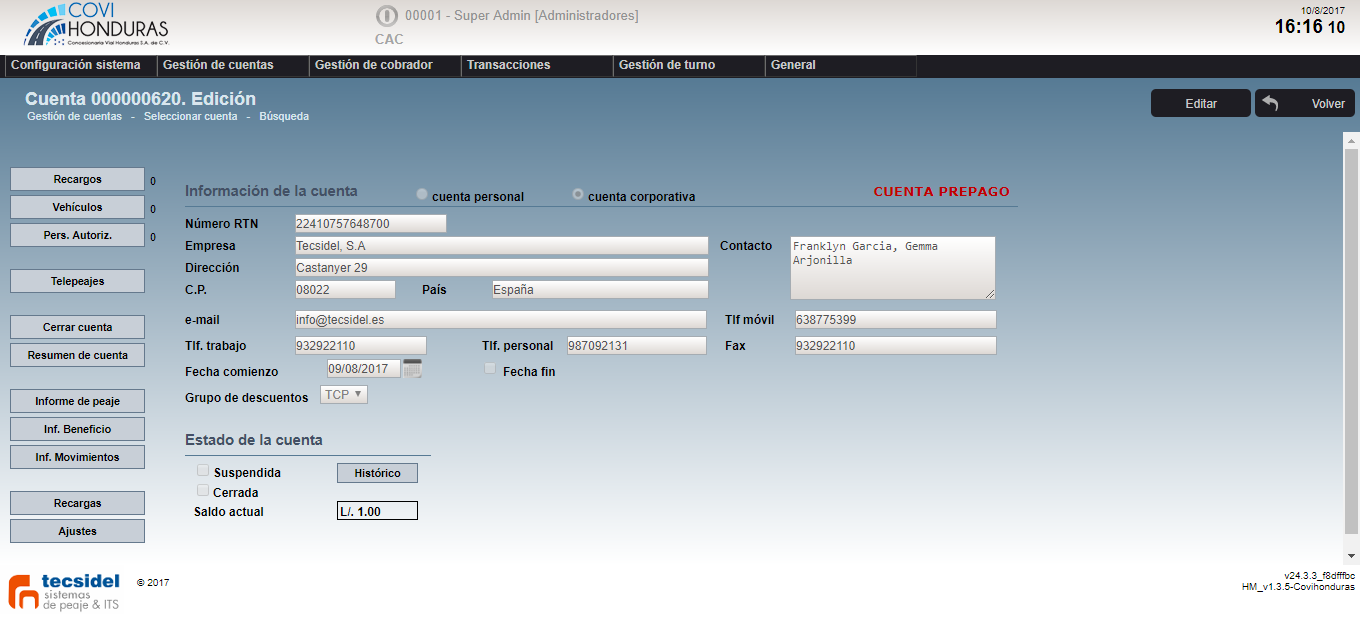 COVI
HONDURAS
Concesionaria Vial Honduras S.A. de C.V.
00001 - Super Admin [Administradores]
CAC
10/8/2017
16:16 10
Configuración sistema
Gestión de cuentas
Gestión de cobrador
Transacciones
Gestión de turno
General
Cuenta 000000620. Edición
Gestión de cuentas - Seleccionar cuenta - Búsqueda
Editar
Volver
Recargos 0
Vehículos 0
Pers. Autoriz. 0
Telepeajes
Cerrar cuenta
Resumen de cuenta
Informe de peaje
Inf. Beneficio
Inf. Movimientos
Recargas
Ajustes
Información de la cuenta
cuenta personal
cuenta corporativa
CUENTA PREPAGO
Número RTN 22410757648700
Empresa Tecsidel, S.A
Contacto Franklyn García, Gemma
Arjonilla
Dirección Castanyer 29
C.P. 08022 País España
e-mail info@tecsidel.es Tlf móvil 638775399
Tlf. trabajo 932922110 Tlf. personal 987092131 Fax 932922110
Fecha comienzo 09/08/2017 Fecha fin
Grupo de descuentos TCP
Estado de la cuenta
Suspendida Histórico
Cerrada
Saldo actual L/. 1.00
tecsidel
sistemas
de peaje & ITS
© 2017
v24.3.3_f8dfffbc
HM_v1.3.5-Covihonduras